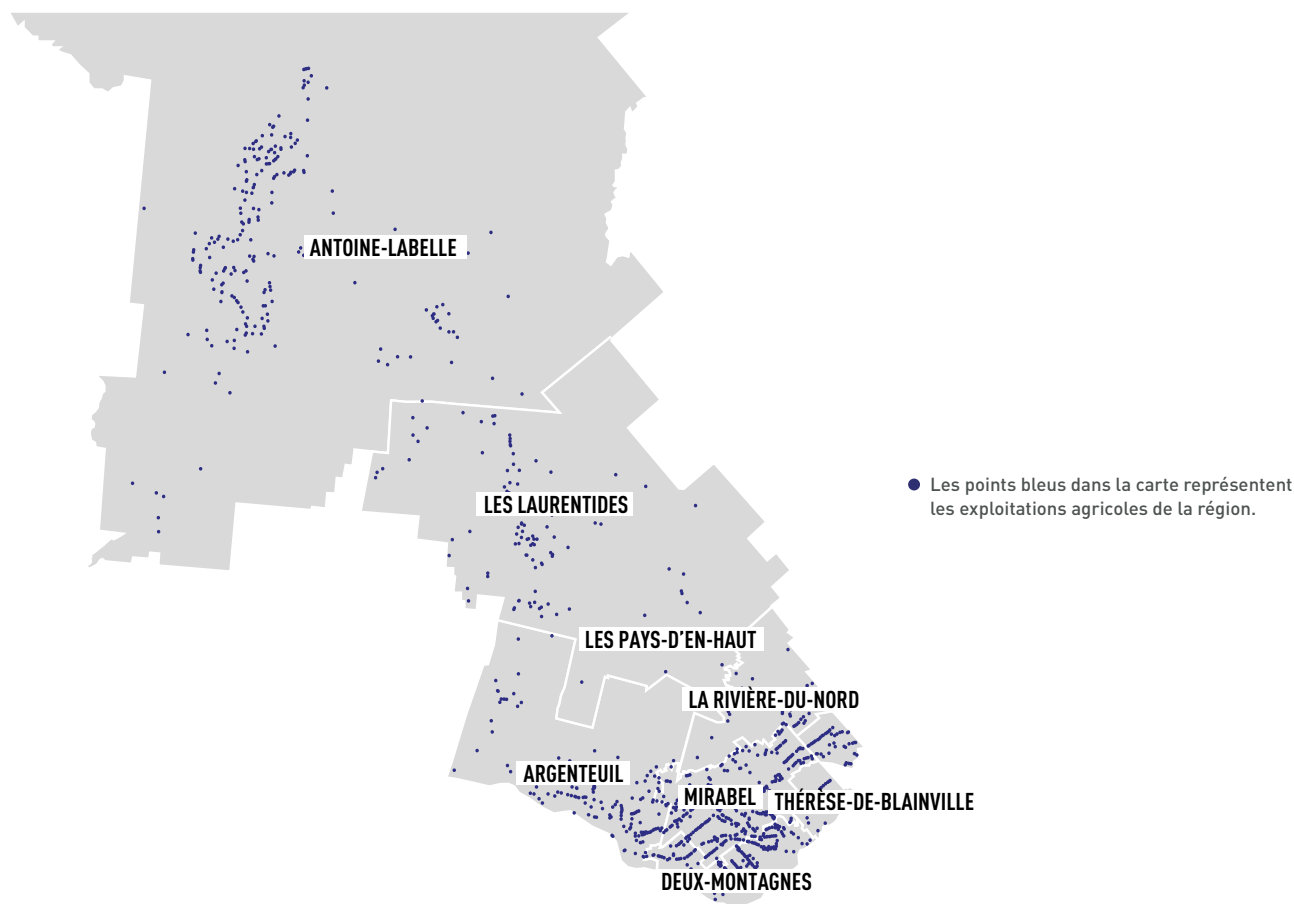 ANTOINE-LABELLE
Les points bleus dans la carte représentent
les exploitations agricoles de la région.
LES LAURENTIDES
LES PAYS-D'EN-HAUT
LA RIVIÈRE-DU-NORD
ARGENTEUIL
MIRABEL
THÉRÈSE-DE-BLAINVILLE
DEUX-MONTAGNES